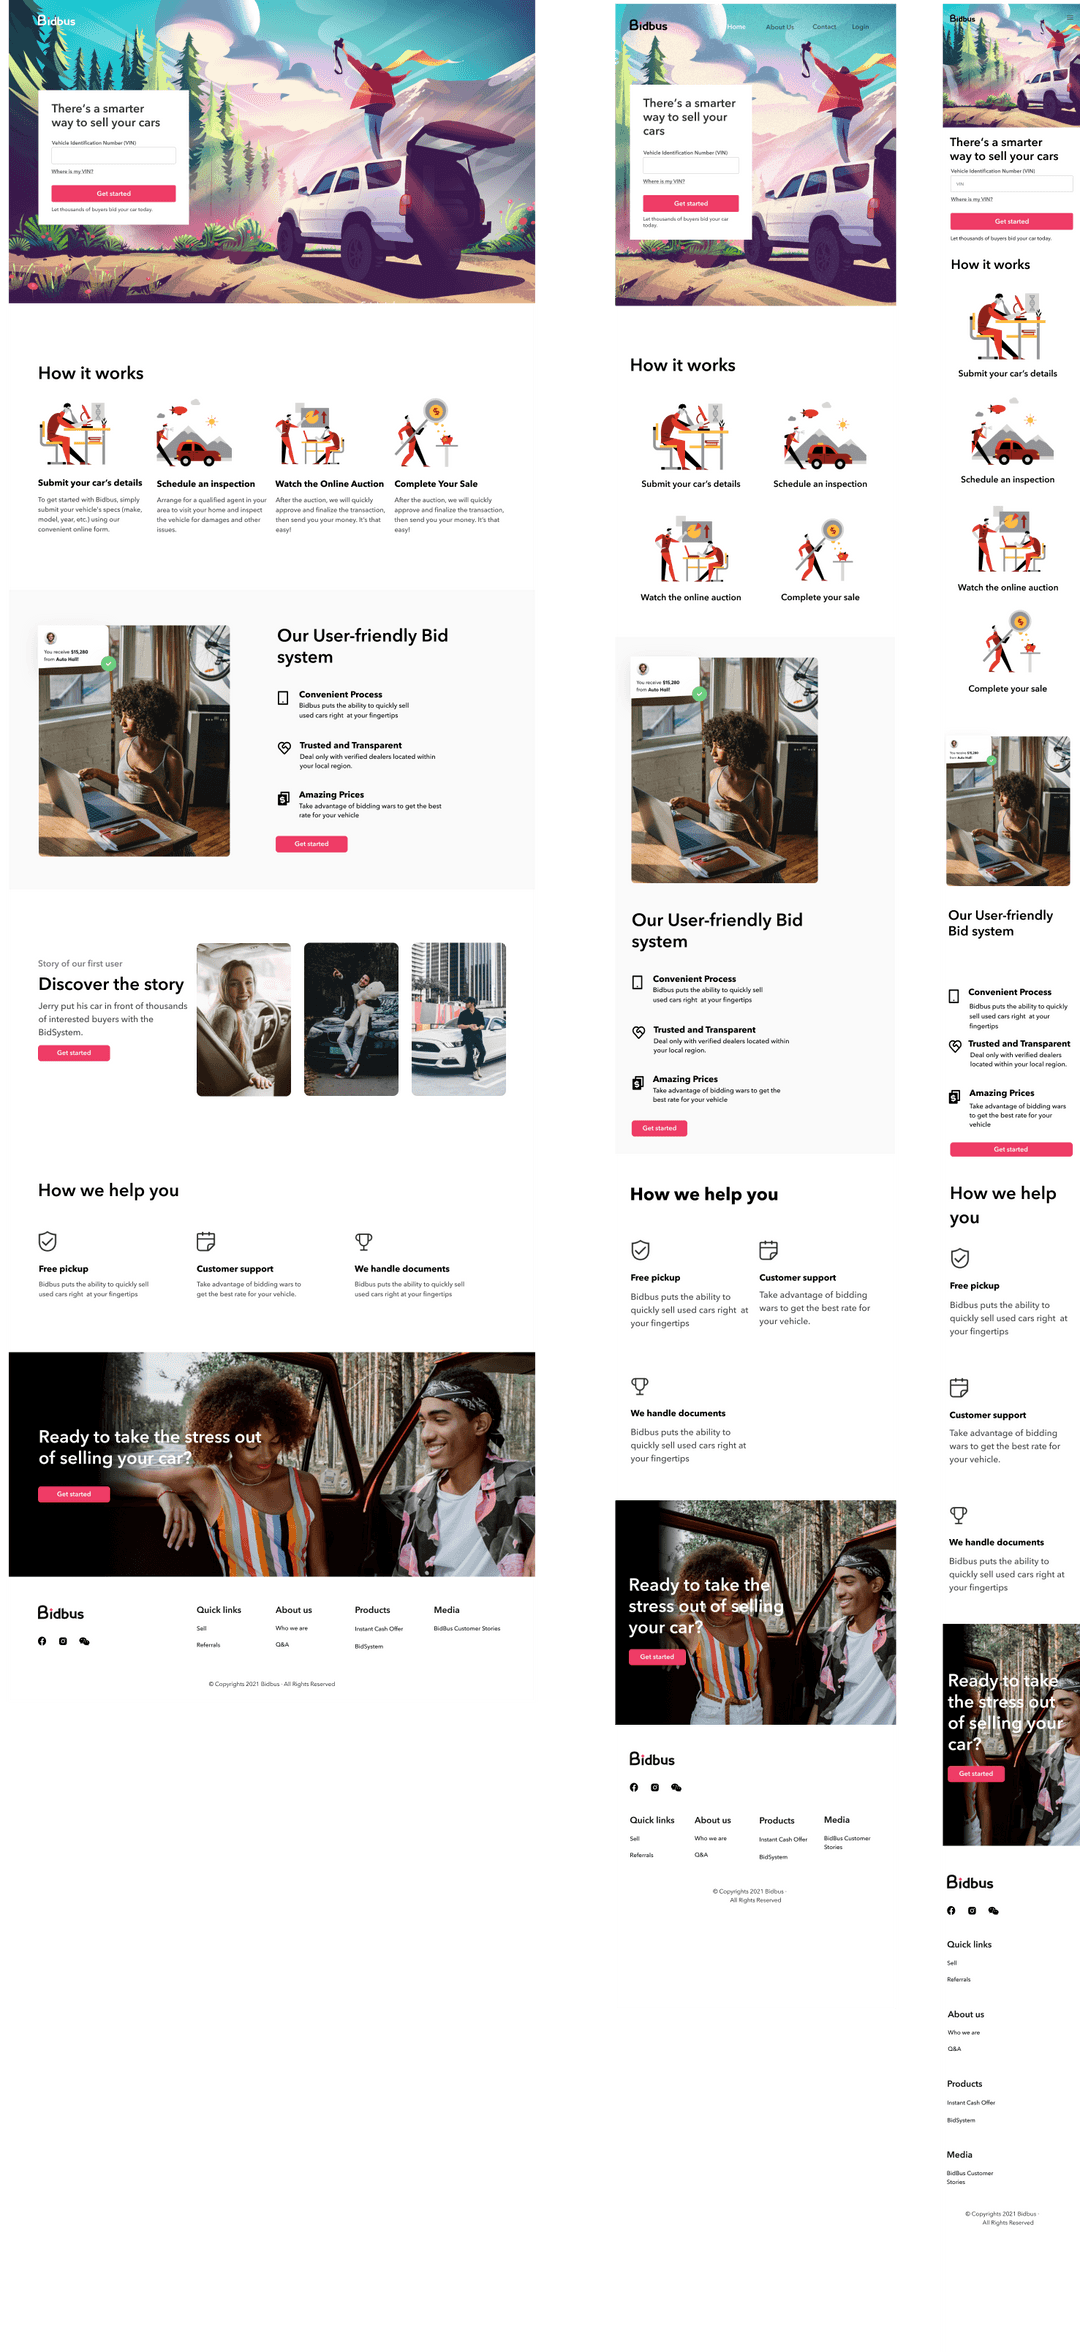 Bidbus
There's a smarter
way to sell your cars
Vehicle Identification Number (VIN)
Where is my VIN?
Get started
Let thousands of buyers bid your car today.
How it works
Submit your car's details
To get started with Bidbus, simply
submit your vehicle's specs (make,
model, year, etc.) using our
convenient online form.
Schedule an inspection
Arrange for a qualified agent in your
area to visit your home and inspect
the vehicle for damages and other
issues.
Watch the Online Auction
After the auction, we will quickly
approve and finalize the transaction,
then send you your money. It's that
easy!
Complete Your Sale
After the auction, we will quickly
approve and finalize the transaction,
then send you your money. It's that
easy!
You receive $15,280
from Auto Hall!
Our User-friendly Bid
system
Convenient Process
Bidbus puts the ability to quickly sell
used cars right at your fingertips
Trusted and Transparent
Deal only with verified dealers located within
your local region.
Amazing Prices
Take advantage of bidding wars to get the best
rate for your vehicle
Get started
Story of our first user
Discover the story
Jerry put his car in front of thousands
of interested buyers with the
BidSystem.
Get started
How we help you
Free pickup
Bidbus puts the ability to quickly sell
used cars right at your fingertips
Customer support
Take advantage of bidding wars to
get the best rate for your vehicle.
We handle documents
Bidbus puts the ability to quickly sell
used cars right at your fingertips
Ready to take the stress out
of selling your car?
Get started
Bidbus
Quick links
Sell
Referrals
About us
Who we are
Q&A
Products
Instant Cash Offer
BidSystem
Media
BidBus Customer Stories
© Copyrights 2021 Bidbus · All Rights Reserved
Bidbus
Home
About Us
Contact
Login
There's a smarter
way to sell your
cars
Vehicle Identification Number (VIN)
Where is my VIN?
Get started
Let thousands of buyers bid your car
today.
How it works
Submit your car's details
Schedule an inspection
Watch the online auction
Complete your sale
You receive $15,280
from Auto Hall!
Our User-friendly Bid
system
Convenient Process
Bidbus puts the ability to quickly sell
used cars right at your fingertips
Trusted and Transparent
Deal only with verified dealers located within
your local region.
Amazing Prices
Take advantage of bidding wars to get the
best rate for your vehicle
Get started
How we help you
Free pickup
Bidbus puts the ability to
quickly sell used cars right at
your fingertips
Customer support
Take advantage of bidding
wars to get the best rate for
your vehicle.
We handle documents
Bidbus puts the ability to
quickly sell used cars right at
your fingertips
Ready to take the
stress out of selling
your car?
Get started
Bidbus
Quick links
Sell
Referrals
About us
Who we are
Q&A
Products
Instant Cash Offer
BidSystem
Media
BidBus Customer
Stories
© Copyrights 2021 Bidbus ·
All Rights Reserved
Bidbus
There's a smarter
way to sell your cars
Vehicle Identification Number (VIN)
VIN
Where is my VIN?
Get started
Let thousands of buyers bid your car today.
How it works
Submit your car's details
Schedule an inspection
Watch the online auction
Complete your sale
You receive $15,280
from Auto Hall!
Our User-friendly
Bid system
Convenient Process
Bidbus puts the ability to quickly
sell used cars right at your
fingertips
Trusted and Transparent
Deal only with verified dealers
located within your local region.
Amazing Prices
Take advantage of bidding wars
to get the best rate for your
vehicle
Get started
How we help
you
Free pickup
Bidbus puts the ability to
quickly sell used cars right at
your fingertips
Customer support
Take advantage of bidding
wars to get the best rate for
your vehicle.
We handle documents
Bidbus puts the ability to
quickly sell used cars right at
your fingertips
Ready to take
the stress out
of selling your
car?
Get started
Bidbus
Quick links
Sell
Referrals
About us
Who we are
Q&A
Products
Instant Cash Offer
BidSystem
Media
BidBus Customer
Stories
© Copyrights 2021 Bidbus ·
All Rights Reserved